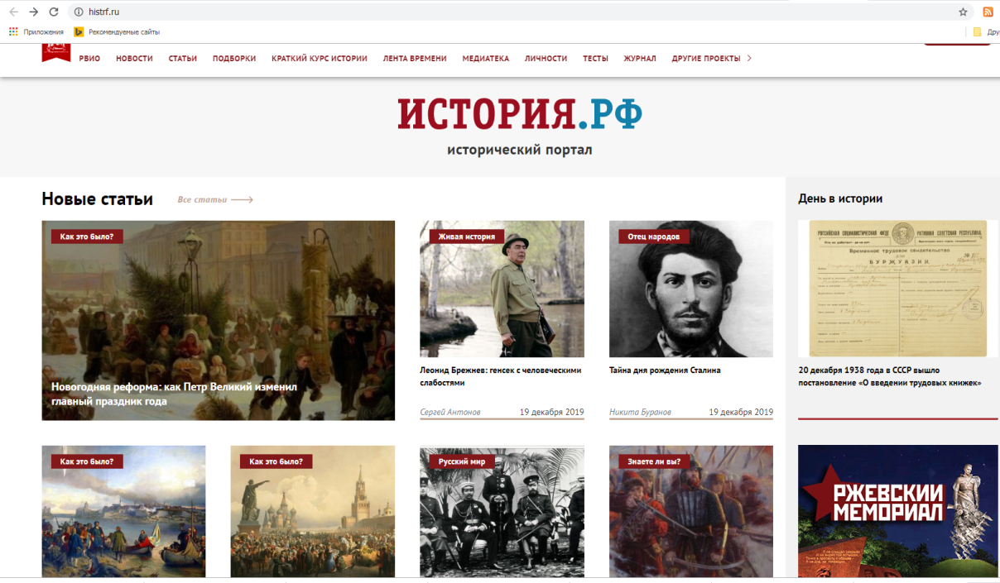 histrf.ru
Приложения
Рекомендуемые сайты
РВИО
НОВОСТИ
СТАТЬИ
ПОДБОРКИ
КРАТКИЙ КУРС ИСТОРИИ
ЛЕНТА ВРЕМЕНИ
МЕДИАТЕКА
ЛИЧНОСТИ
ТЕСТЫ
ЖУРНАЛ
ДРУГИЕ ПРОЕКТЫ
ИСТОРИЯ.РФ
исторический портал
Новые статьи
Все статьи
Как это было?
Новогодняя реформа: как Петр Великий изменил
главный праздник года
Живая история
Леонид Брежнев: генсек с человеческими
слабостями
Сергей Антонов
19 декабря 2019
Отец народов
Тайна дня рождения Сталина
Никита Буранов
19 декабря 2019
Как это было?
Как это было?
Русский мир
Знаете ли вы?
День в истории
Временное трудовое свидетельство
БУРЖУАЗИИ.
20 декабря 1938 года в СССР вышло
постановление «О введении трудовых книжек»
РЖЕВСКИЙ
МЕМОРИАЛ